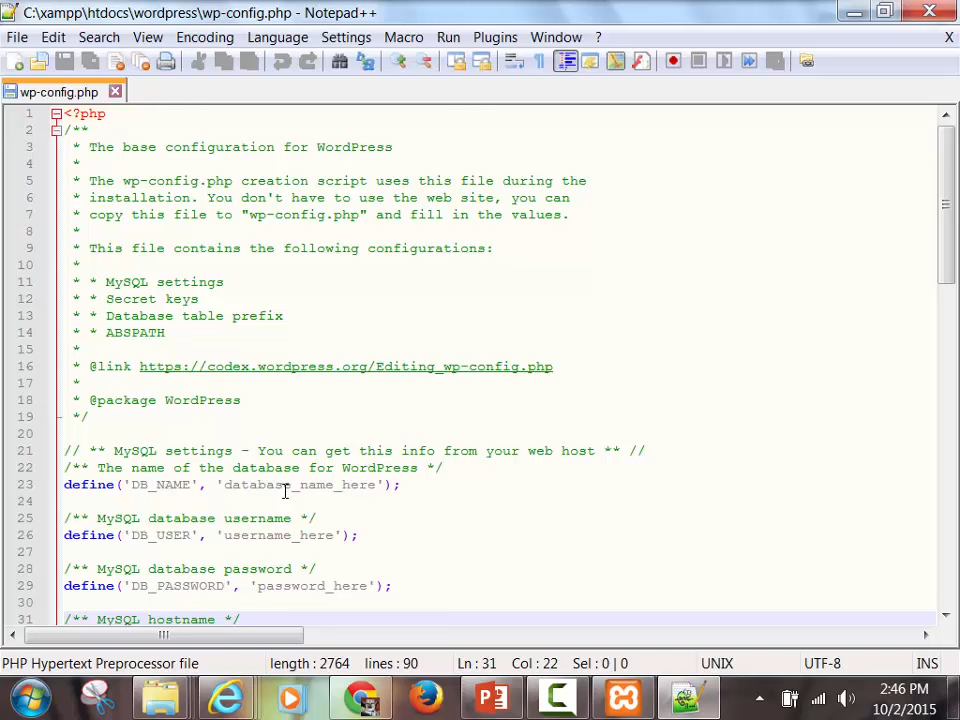 C:\xampp\htdocs\wordpress\wp-config.php - Notepad++
File Edit Search View Encoding Language Settings Macro Run Plugins Window ? X
wp-config.php
1 <?php
2 /**
3 * The base configuration for WordPress
4 *
5 * The wp-config.php creation script uses this file during the
6 * installation. You don't have to use the web site, you can
7 * copy this file to "wp-config.php" and fill in the values.
8 *
9 * This file contains the following configurations:
10 *
11 * * MySQL settings
12 * * Secret keys
13 * * Database table prefix
14 * * ABSPATH
15 *
16 * @link https://codex.wordpress.org/Editing_wp-config.php
17 *
18 * @package WordPress
19 */
20
21 // ** MySQL settings - You can get this info from your web host ** //
22 /** The name of the database for WordPress */
23 define('DB_NAME', 'database_name_here');
24
25 /** MySQL database username */
26 define('DB_USER', 'username_here');
27
28 /** MySQL database password */
29 define('DB_PASSWORD', 'password_here');
30
31 /** MySQL hostname */
PHP Hypertext Preprocessor file length : 2764 lines : 90 Ln : 31 Col : 22 Sel : 0 | 0 UNIX UTF-8 INS
2:46 PM
10/2/2015